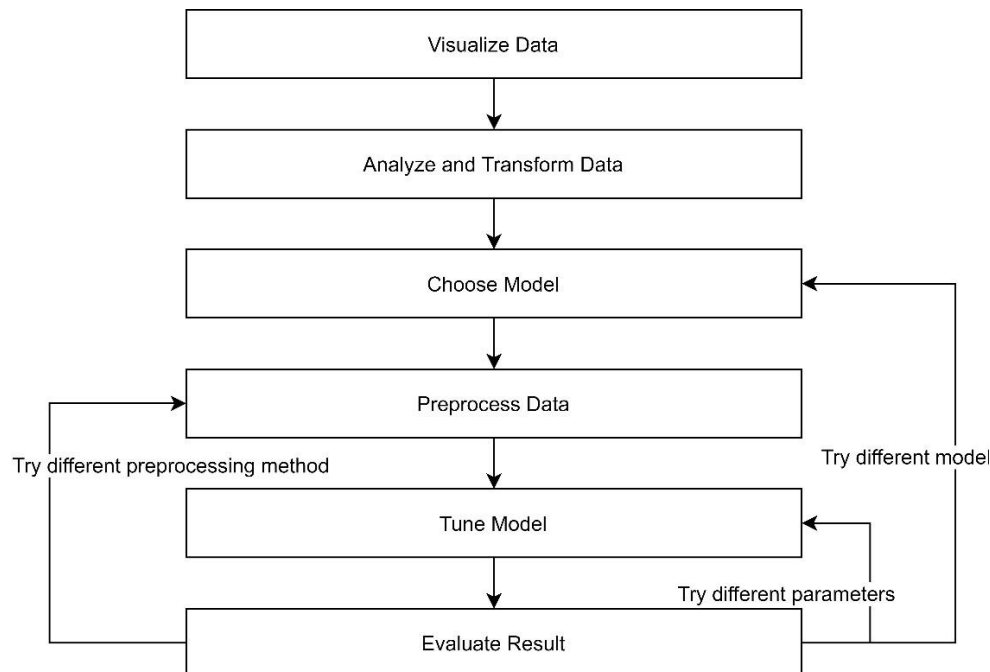 Visualize Data
Analyze and Transform Data
Choose Model
Preprocess Data
Try different preprocessing method
Try different model
Tune Model
Try different parameters
Evaluate Result